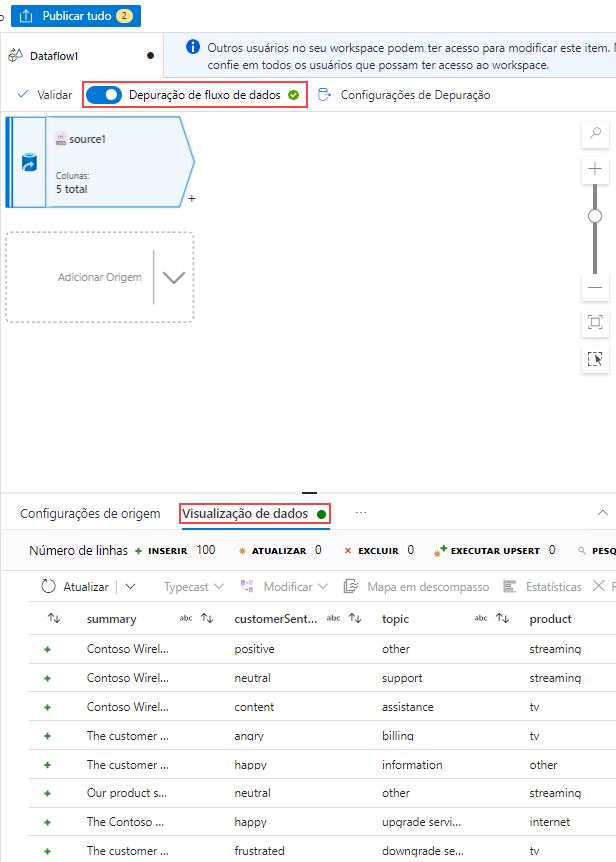 Publicar tudo 2
Dataflow1
Outros usuários no seu workspace podem ter acesso para modificar este item.
confie em todos os usuários que possam ter acesso ao workspace.
Validar
Depuração de fluxo de dados
Configurações de Depuração
source1
Colunas:
5 total
+
Adicionar Origem
Configurações de origem
Visualização de dados
...
Número de linhas + INSERIR 100 * ATUALIZAR 0 × EXCLUIR 0 EXECUTAR UPSERT 0 PESQ
Atualizar Typecast Modificar Mapa em descompasso Estatísticas
summary abc customerSent... abc topic abc product
+ Contoso Wirel... positive other streaming
+ Contoso Wirel... neutral support streaming
+ Contoso Wirel... content assistance tv
+ The customer ... angry billing tv
+ The customer ... happy information other
+ Our product s... neutral other streaming
+ The Contoso ... happy upgrade servi... internet
+ The customer ... frustrated downgrade se... tv